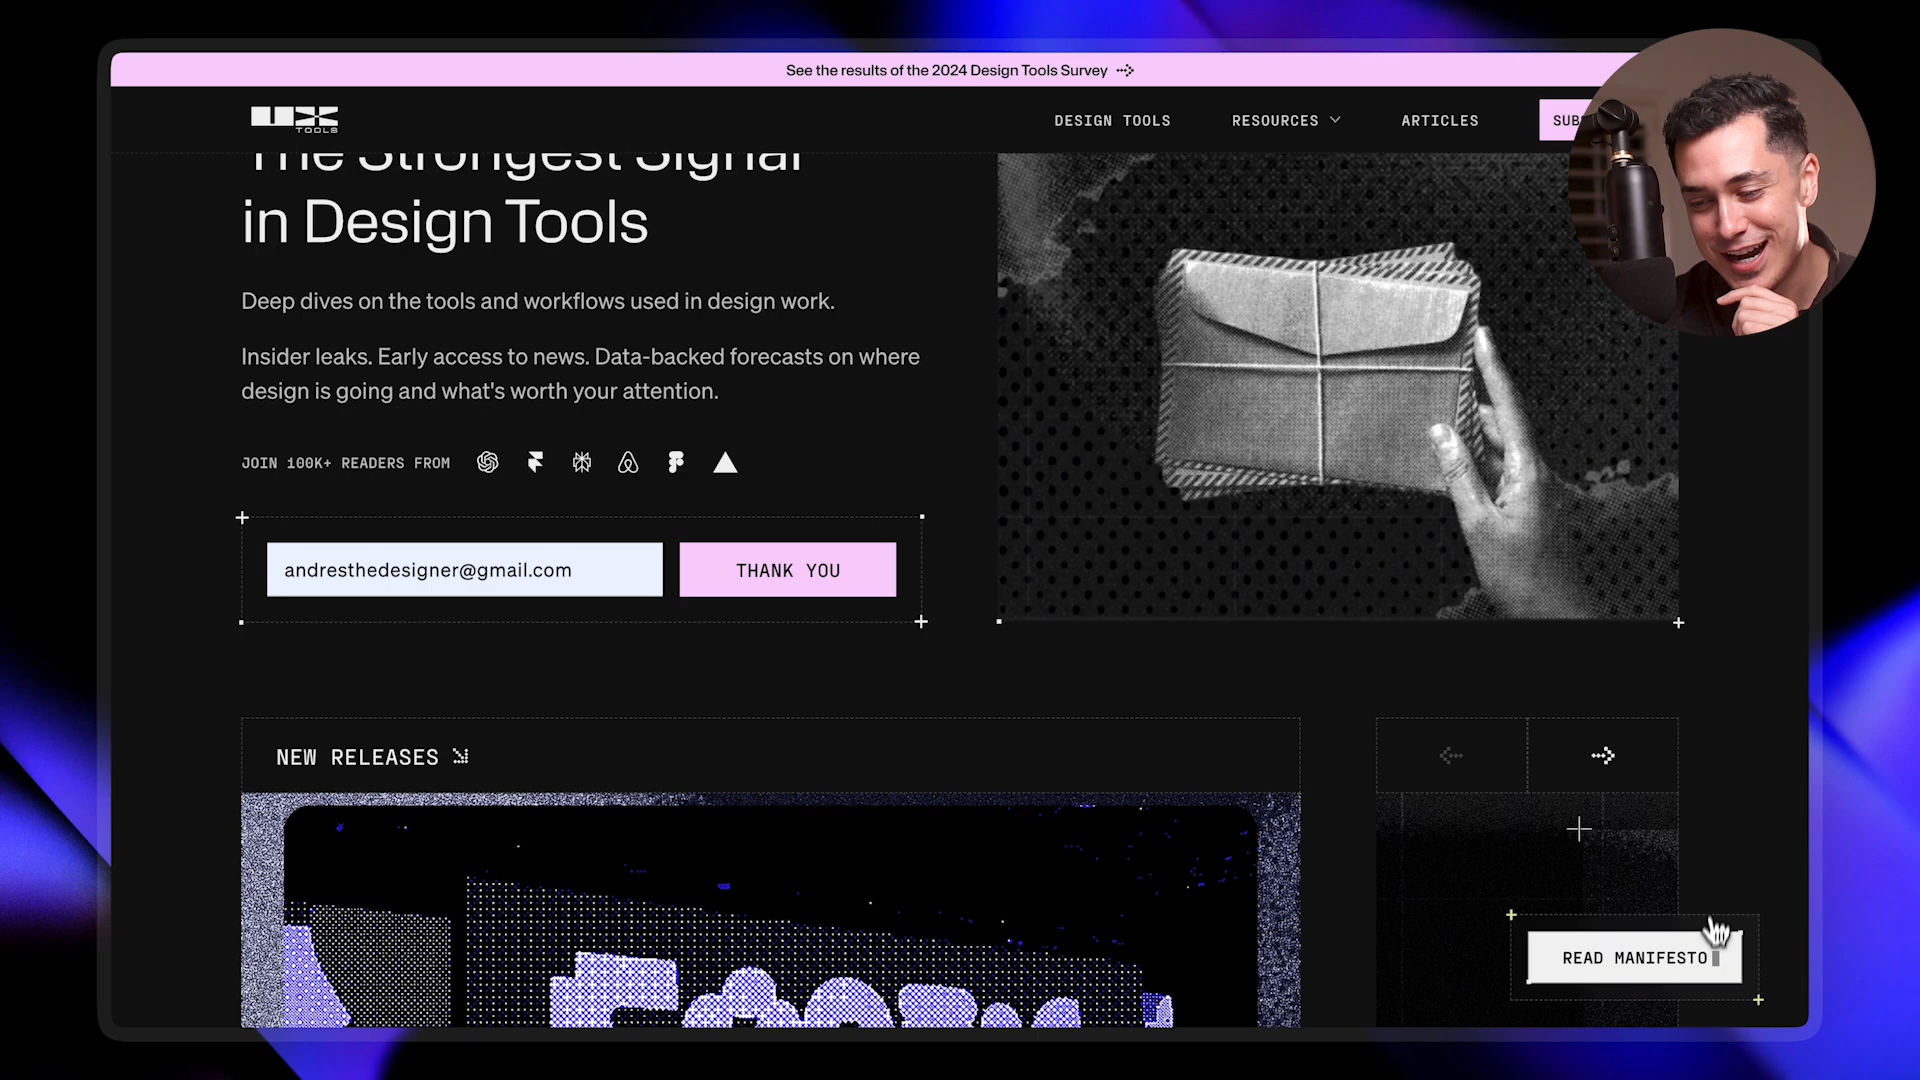 See the results of the 2024 Design Tools Survey
UX
TOOLS
DESIGN TOOLS
RESOURCES
ARTICLES
The Strongest Signal
in Design Tools
Deep dives on the tools and workflows used in design work.
Insider leaks. Early access to news. Data-backed forecasts on where
design is going and what's worth your attention.
JOIN 100K+ READERS FROM
andresthedesigner@gmail.com
THANK YOU
NEW RELEASES
READ MANIFESTO